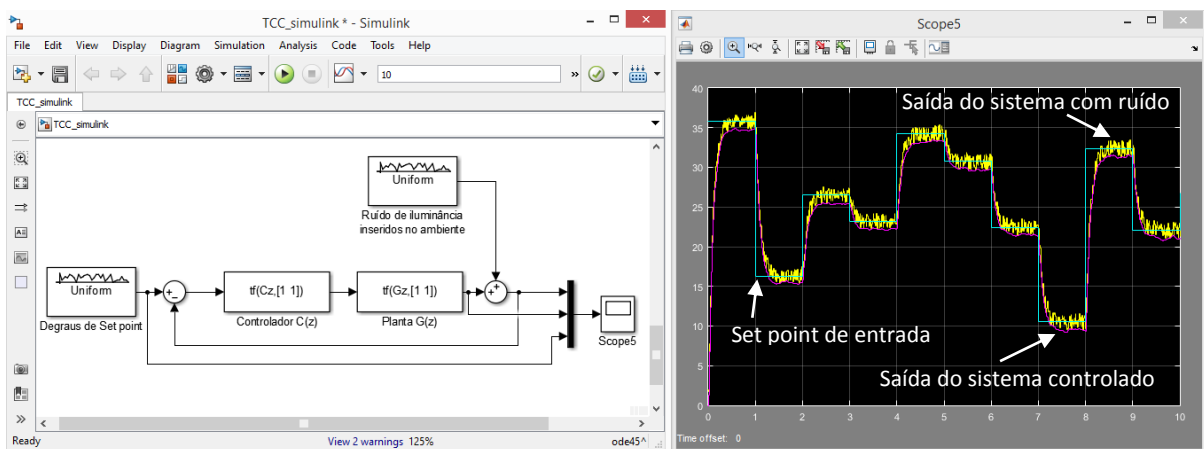 TCC_simulink * - Simulink
File Edit View Display Diagram Simulation Analysis Code Tools Help
10
»
TCC_simulink
TCC_simulink
Uniform
Ruído de iluminância
inseridos no ambiente
Uniform
Degraus de Set point
tf(Cz,[1 1])
Controlador C(z)
tf(Gz,[1 1])
Planta G(z)
Scope5
»
Ready
View 2 warnings 125%
ode45^
Scope5
40
35
30
25
20
15
10
5
0
0 1 2 3 4 5 6 7 8 9 10
Saída do sistema com ruído
Set point de entrada
Saída do sistema controlado
Time offset: 0